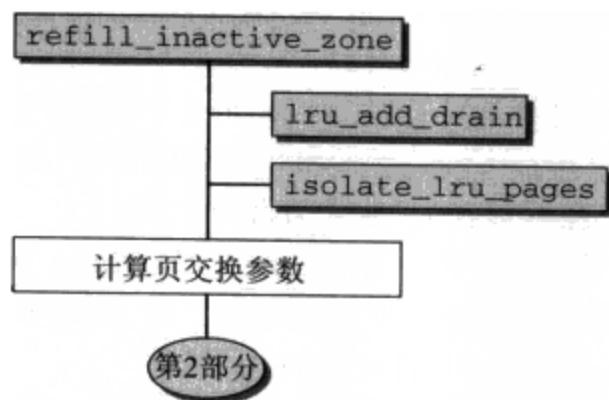 refill_inactive_zone
lru_add_drain
isolate_lru_pages
计算页交换参数
第2部分